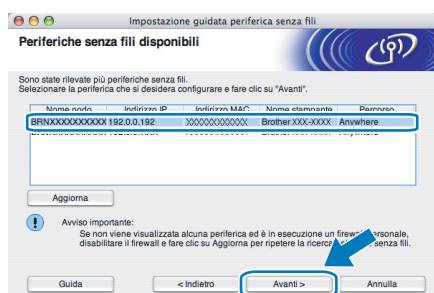 Impostazione guidata periferica senza fili
Periferiche senza fili disponibili
Sono state rilevate più periferiche senza fili.
Selezionare la periferica che si desidera configurare e fare clic su "Avanti".
Nome nodo Indirizzo IP Indirizzo MAC Nome stampante Percorso
BRNXXXXXXXXXX 192.0.0.192 XXXXXXXXXXXX Brother XXX-XXXX Anywhere
Aggiorna
Avviso importante:
Se non viene visualizzata alcuna periferica ed è in esecuzione un firewall personale,
disabilitare il firewall e fare clic su Aggiorna per ripetere la ricerca senza fili.
Guida < Indietro Avanti > Annulla